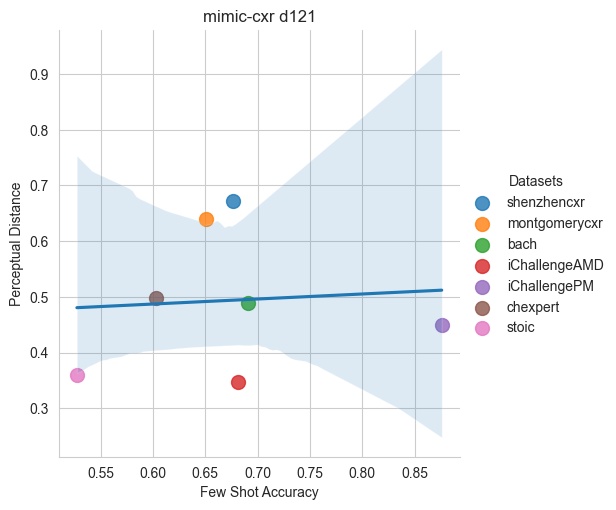 mimic-cxr d121
Perceptual Distance
0.9
0.8
0.7
0.6
0.5
0.4
0.3
0.55
0.60
0.65
0.70
0.75
0.80
0.85
Few Shot Accuracy
Datasets
shenzhencxr
montgomerycxr
bach
iChallengeAMD
iChallengePM
chexpert
stoic